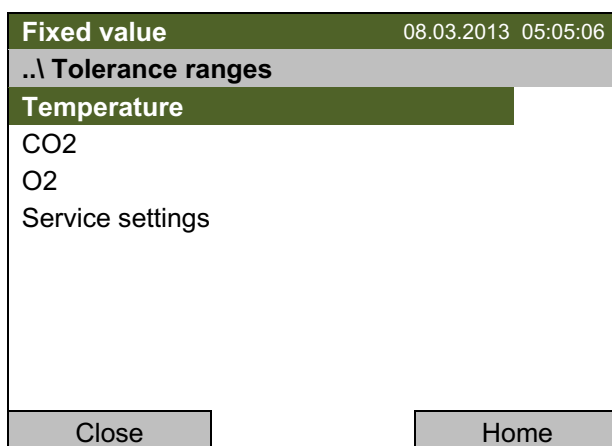 Fixed value 08.03.2013 05:05:06
..\ Tolerance ranges
Temperature
CO2
O2
Service settings
Close Home